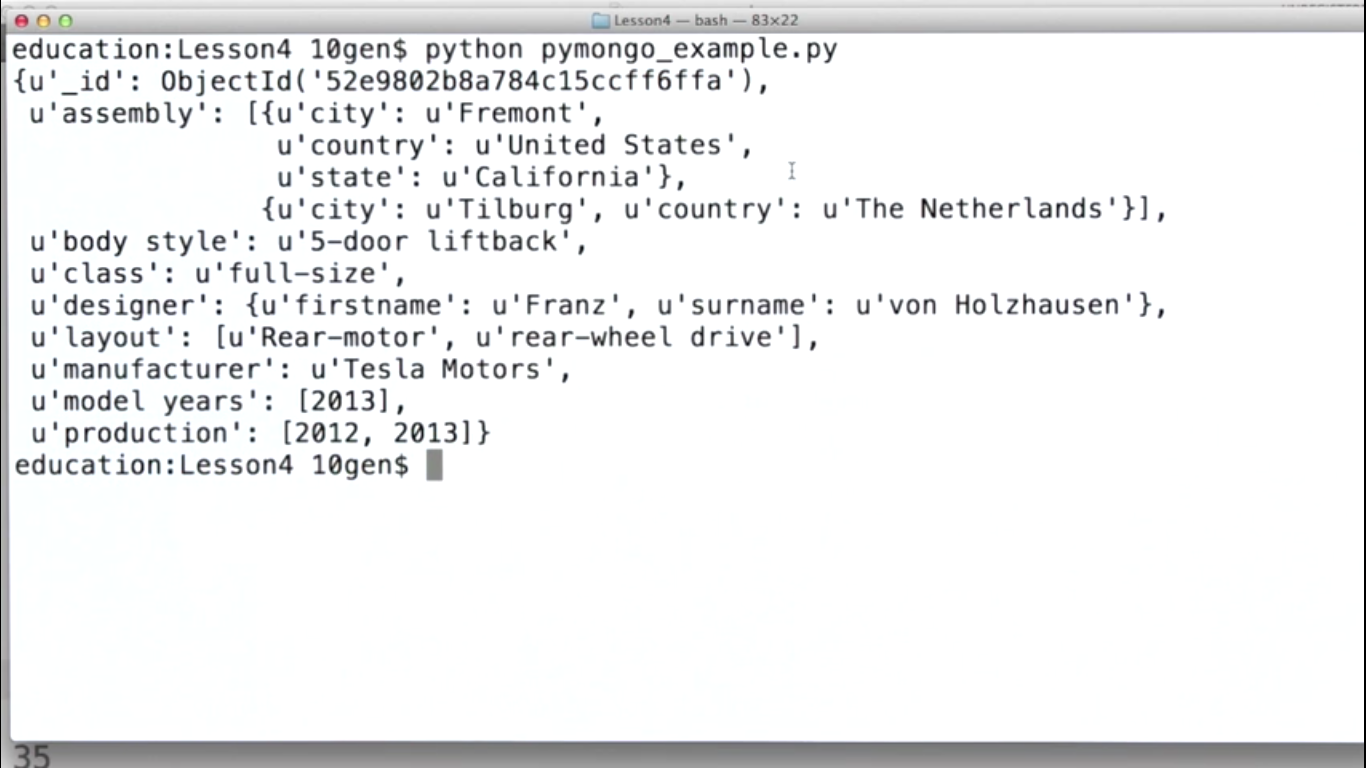 Lesson4 — bash — 83×22
education:Lesson4 10gen$ python pymongo_example.py
{u'_id': ObjectId('52e9802b8a784c15ccff6ffa'),
 u'assembly': [{u'city': u'Fremont',
                u'country': u'United States',
                u'state': u'California'},
               {u'city': u'Tilburg', u'country': u'The Netherlands'}],
 u'body style': u'5-door liftback',
 u'class': u'full-size',
 u'designer': {u'firstname': u'Franz', u'surname': u'von Holzhausen'},
 u'layout': [u'Rear-motor', u'rear-wheel drive'],
 u'manufacturer': u'Tesla Motors',
 u'model years': [2013],
 u'production': [2012, 2013]}
education:Lesson4 10gen$
35